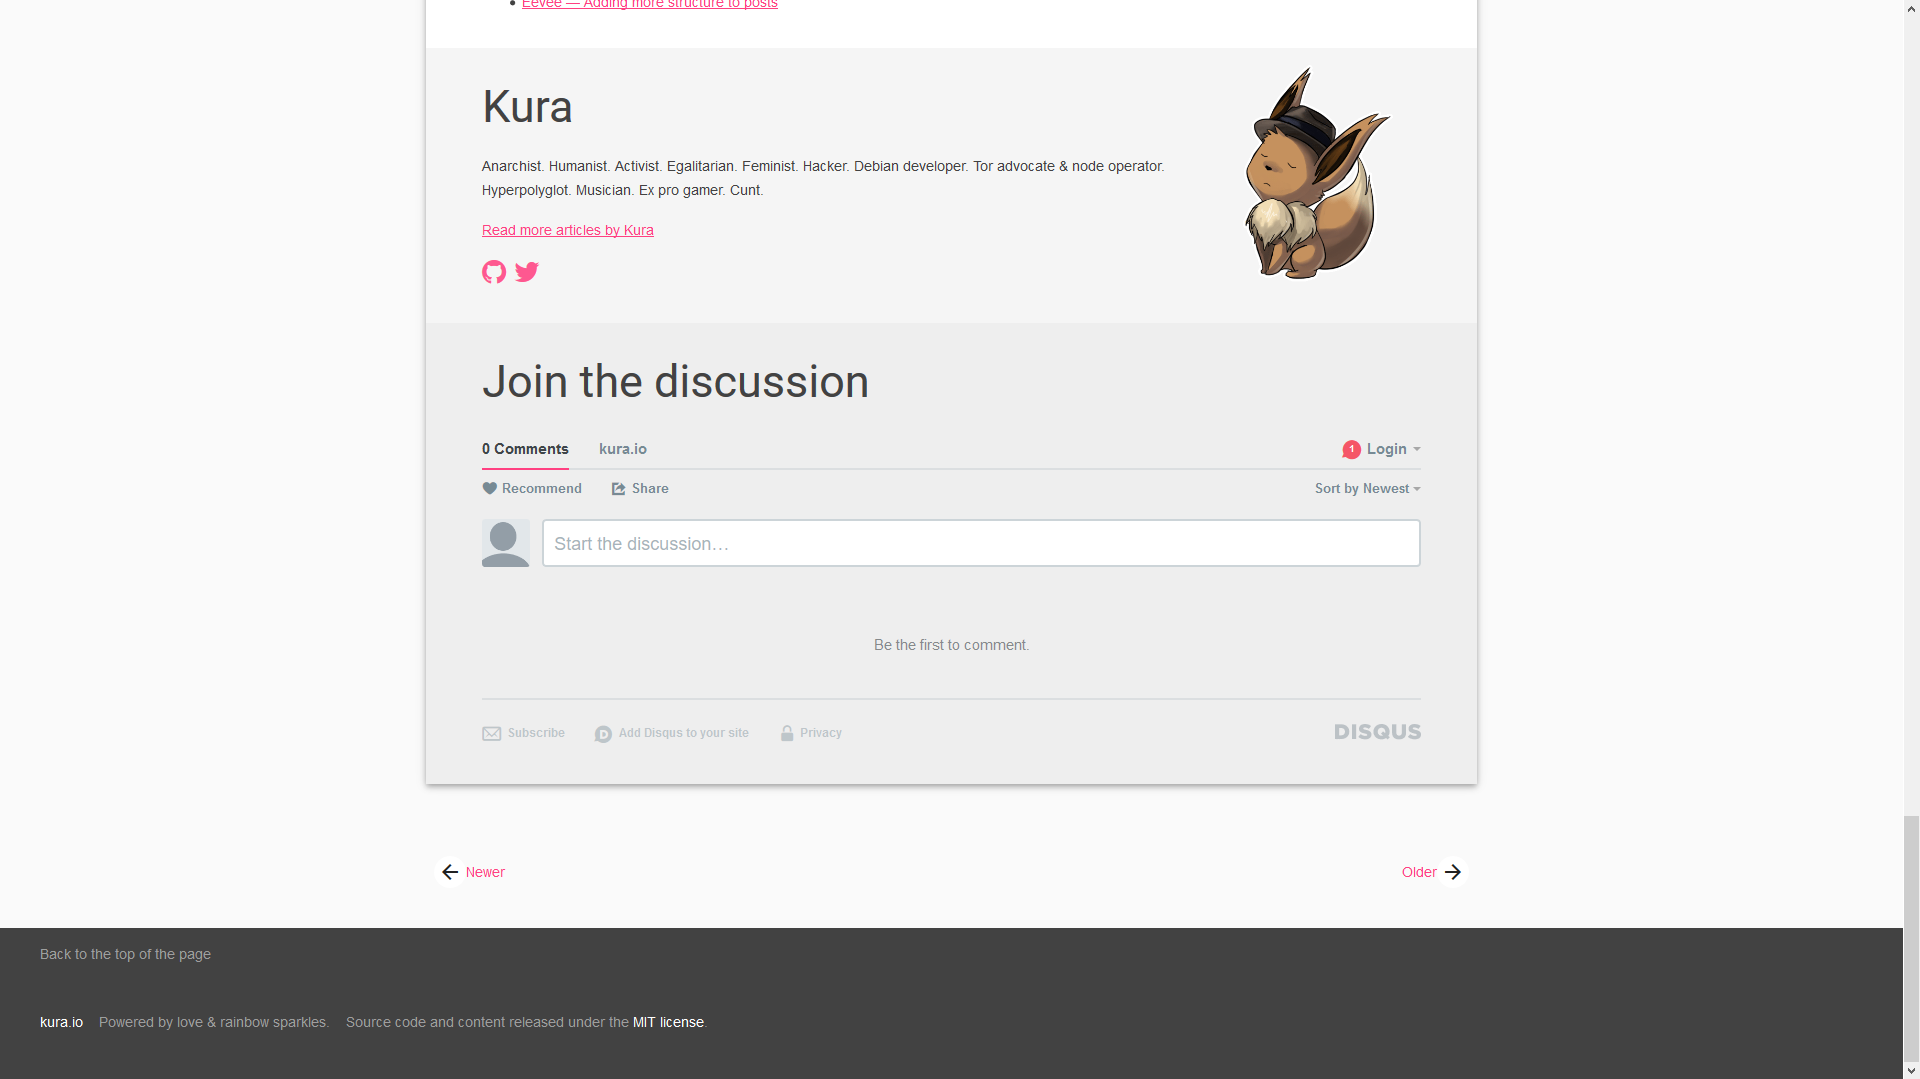 Eevee — Adding more structure to posts
Kura
Anarchist. Humanist. Activist. Egalitarian. Feminist. Hacker. Debian developer. Tor advocate & node operator.
Hyperpolyglot. Musician. Ex pro gamer. Cunt.
Read more articles by Kura
Join the discussion
0 Comments kura.io 1 Login
Recommend Share Sort by Newest
Start the discussion…
Be the first to comment.
Subscribe D Add Disqus to your site Privacy DISQUS
Newer Older
Back to the top of the page
kura.io Powered by love & rainbow sparkles. Source code and content released under the MIT license.